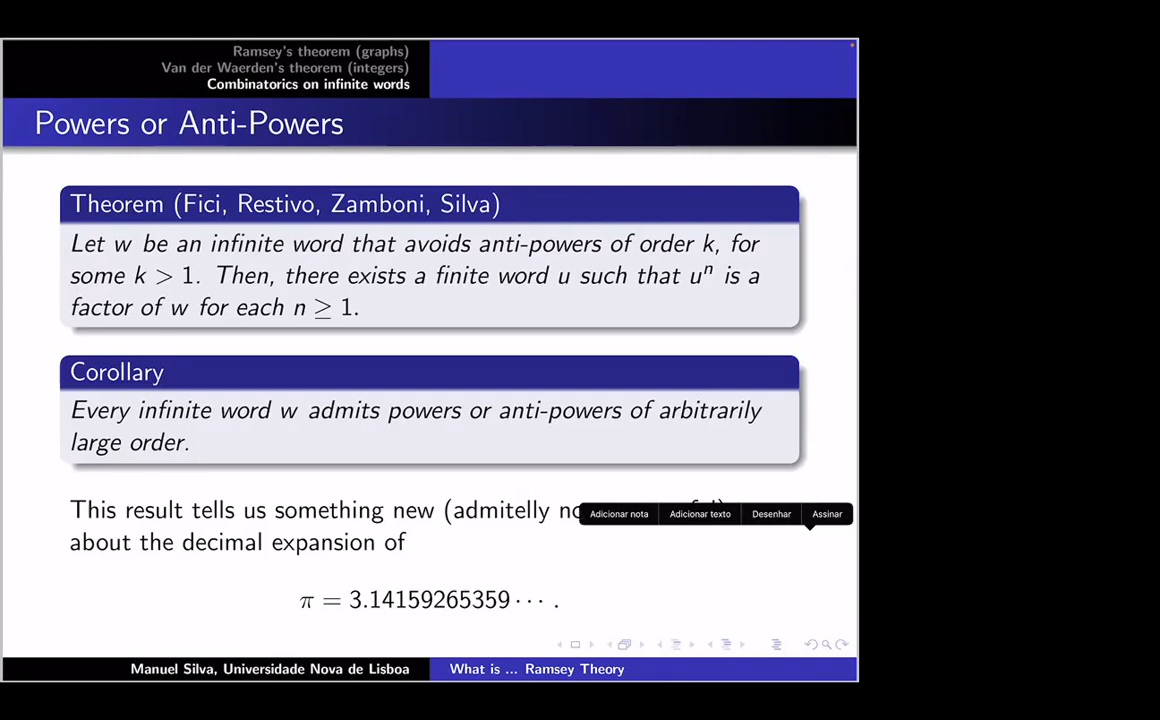 Ramsey's theorem (graphs)
Van der Waerden's theorem (integers)
Combinatorics on infinite words
Powers or Anti-Powers
Theorem (Fici, Restivo, Zamboni, Silva)
Let w be an infinite word that avoids anti-powers of order k, for
some k > 1. Then, there exists a finite word u such that uⁿ is a
factor of w for each n ≥ 1.
Corollary
Every infinite word w admits powers or anti-powers of arbitrarily
large order.
This result tells us something new (admitelly
Adicionar nota Adicionar texto Desenhar Assinar
about the decimal expansion of
π = 3.14159265359 ··· .
Manuel Silva, Universidade Nova de Lisboa What is ... Ramsey Theory